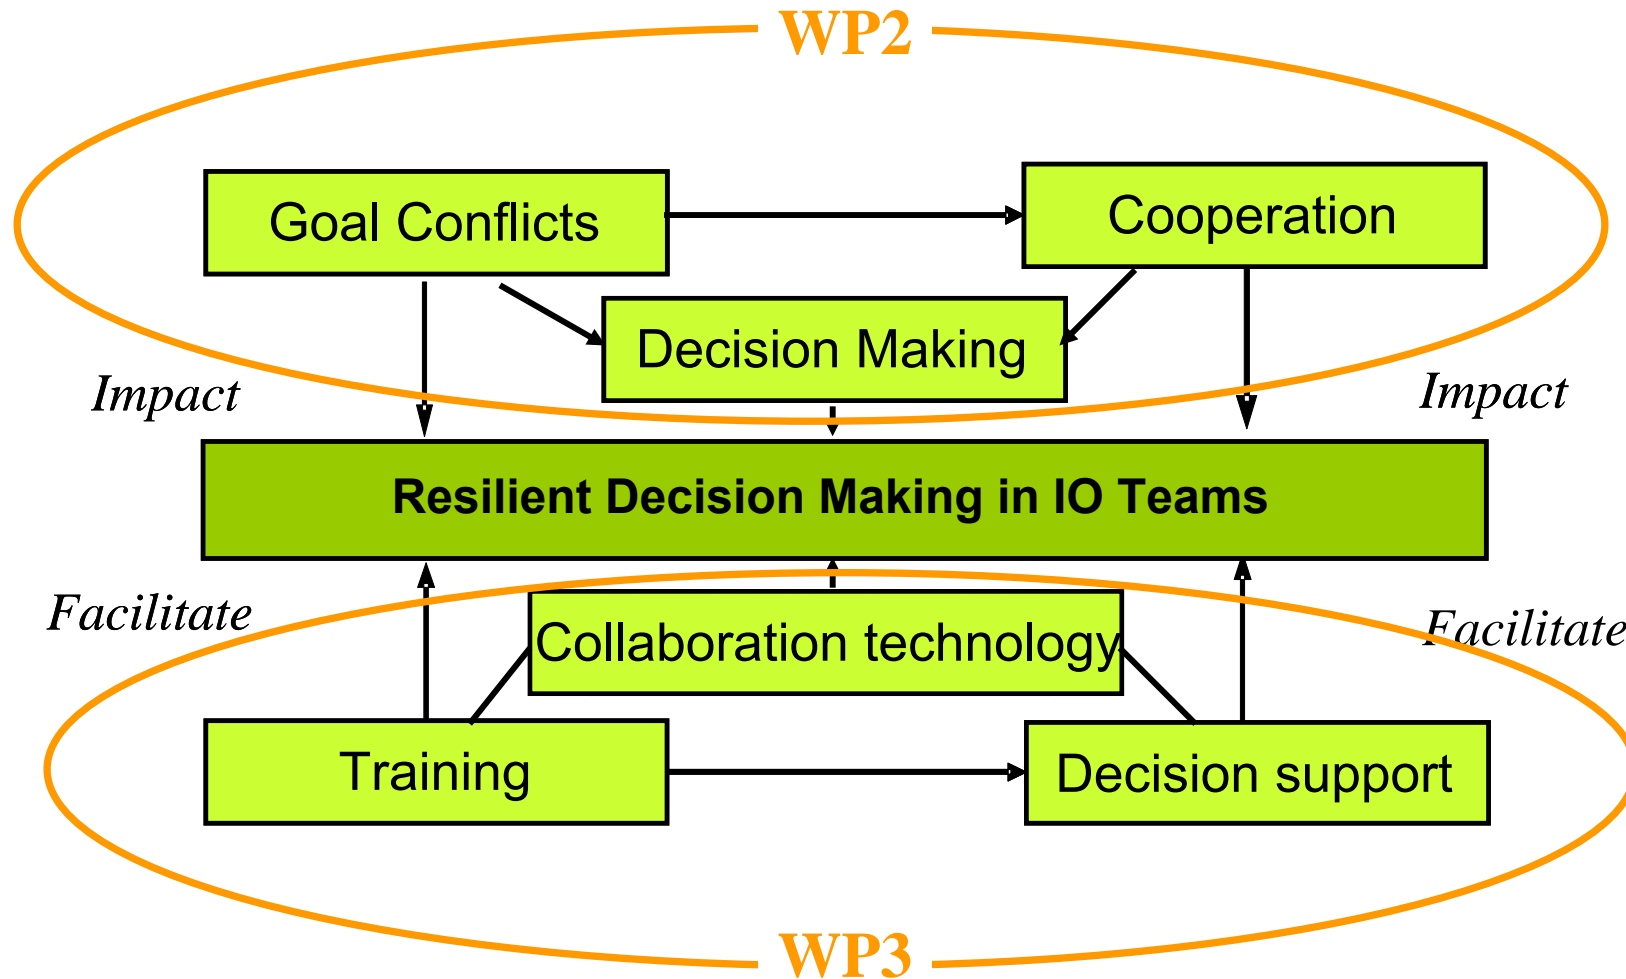 WP2
Goal Conflicts
Cooperation
Decision Making
Impact
Impact
Resilient Decision Making in IO Teams
Facilitate
Facilitate
Collaboration technology
Training
Decision support
WP3